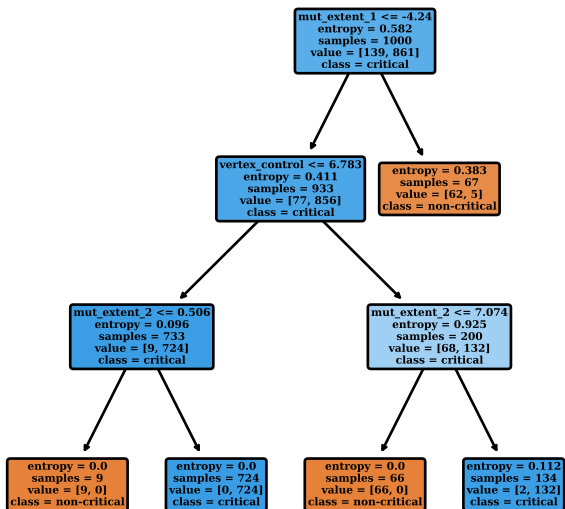 mut_extent_1 <= -4.24
entropy = 0.582
samples = 1000
value = [139, 861]
class = critical
vertex_control <= 6.783
entropy = 0.411
samples = 933
value = [77, 856]
class = critical
entropy = 0.383
samples = 67
value = [62, 5]
class = non-critical
mut_extent_2 <= 0.506
entropy = 0.096
samples = 733
value = [9, 724]
class = critical
mut_extent_2 <= 7.074
entropy = 0.925
samples = 200
value = [68, 132]
class = critical
entropy = 0.0
samples = 9
value = [9, 0]
class = non-critical
entropy = 0.0
samples = 724
value = [0, 724]
class = critical
entropy = 0.0
samples = 66
value = [66, 0]
class = non-critical
entropy = 0.112
samples = 134
value = [2, 132]
class = critical